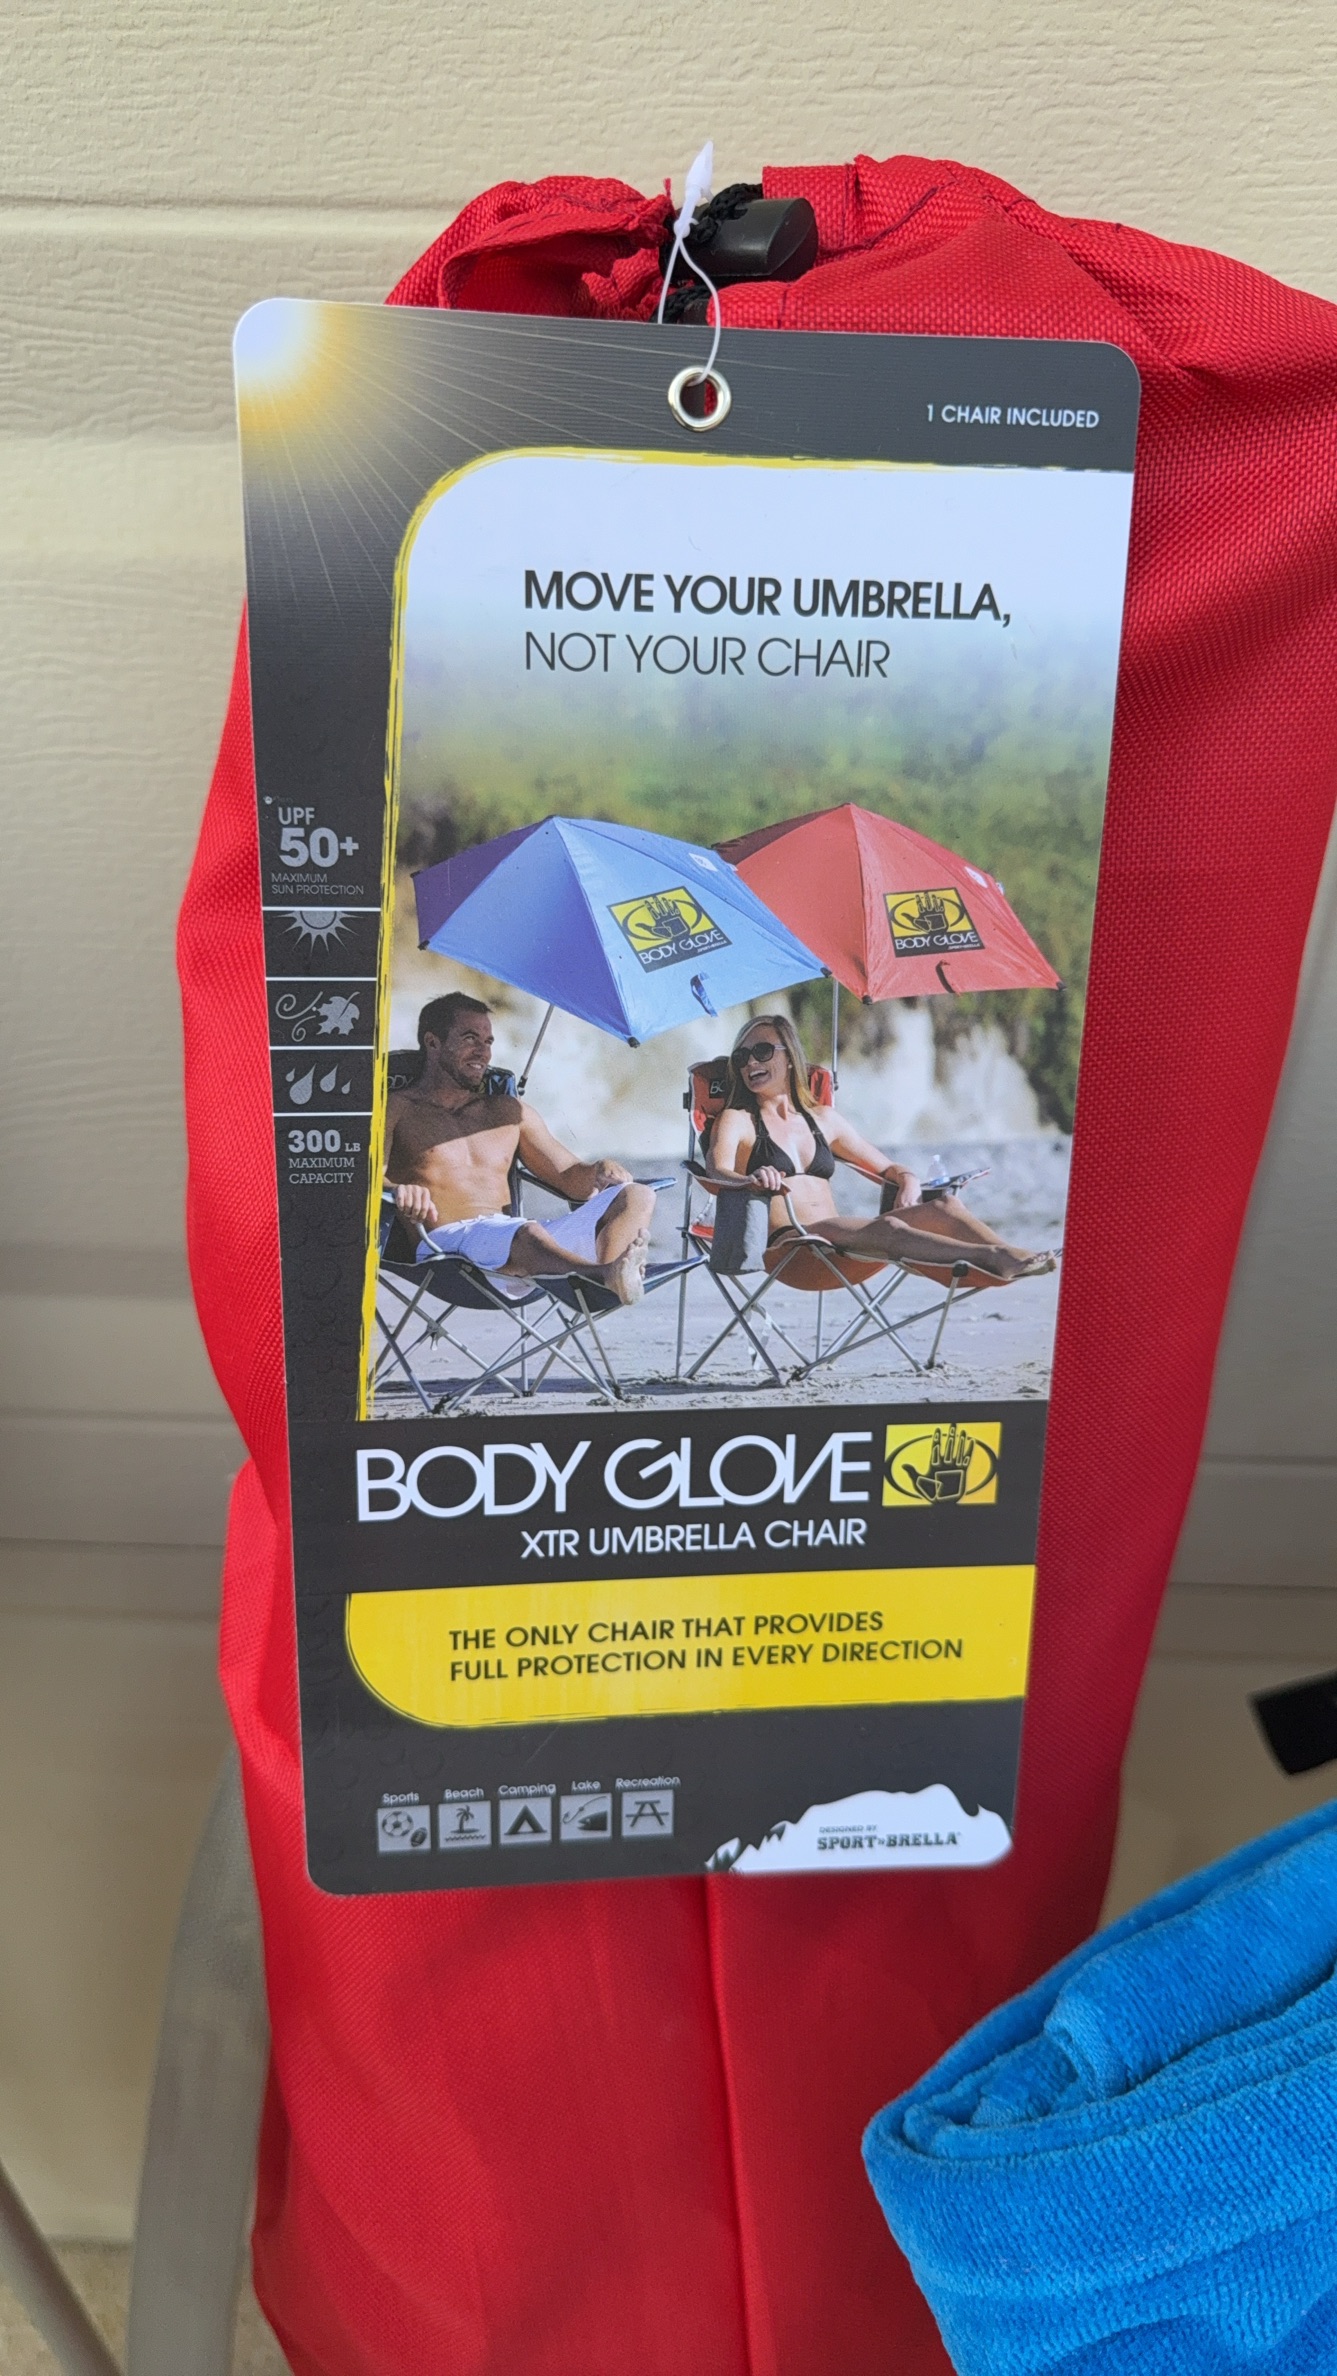 1 CHAIR INCLUDED
MOVE YOUR UMBRELLA,
NOT YOUR CHAIR
UPF
50+
MAXIMUM
SUN PROTECTION
300 LB
MAXIMUM
CAPACITY
BODY GLOVE
BODY GLOVE
BODY GLOVE
XTR UMBRELLA CHAIR
THE ONLY CHAIR THAT PROVIDES
FULL PROTECTION IN EVERY DIRECTION
Sports Beach Camping Lake Recreation
DESIGNED BY
SPORT-BRELLA